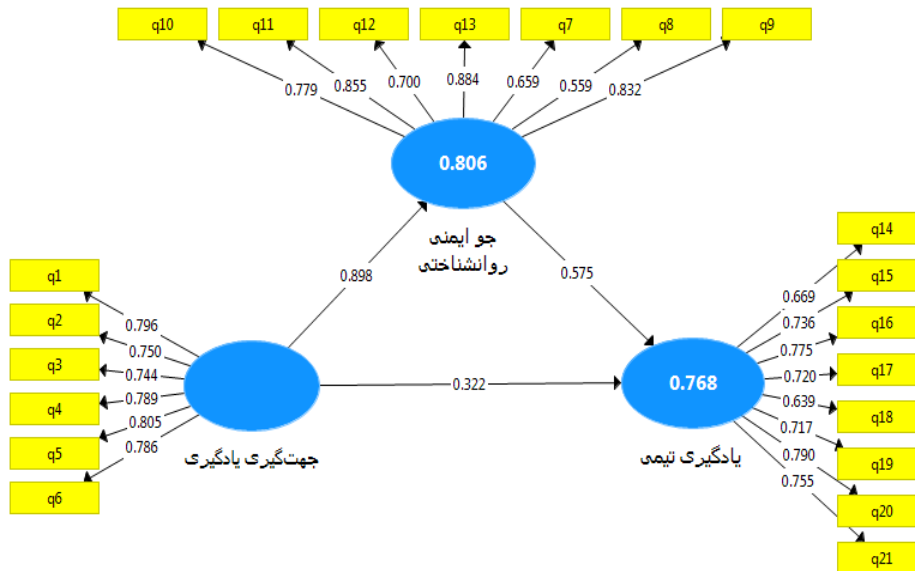 q10 q11 q12 q13 q7 q8 q9
0.779 0.855 0.700 0.884 0.659 0.559 0.832
0.806
جو ایمنی
روانشناختی
0.898
0.575
q1
q2
q3
q4
q5
q6
0.796
0.750
0.744
0.789
0.805
0.786
جهت‌گیری یادگیری
0.322
0.768
یادگیری تیمی
0.669
0.736
0.775
0.720
0.639
0.717
0.790
0.755
q14
q15
q16
q17
q18
q19
q20
q21